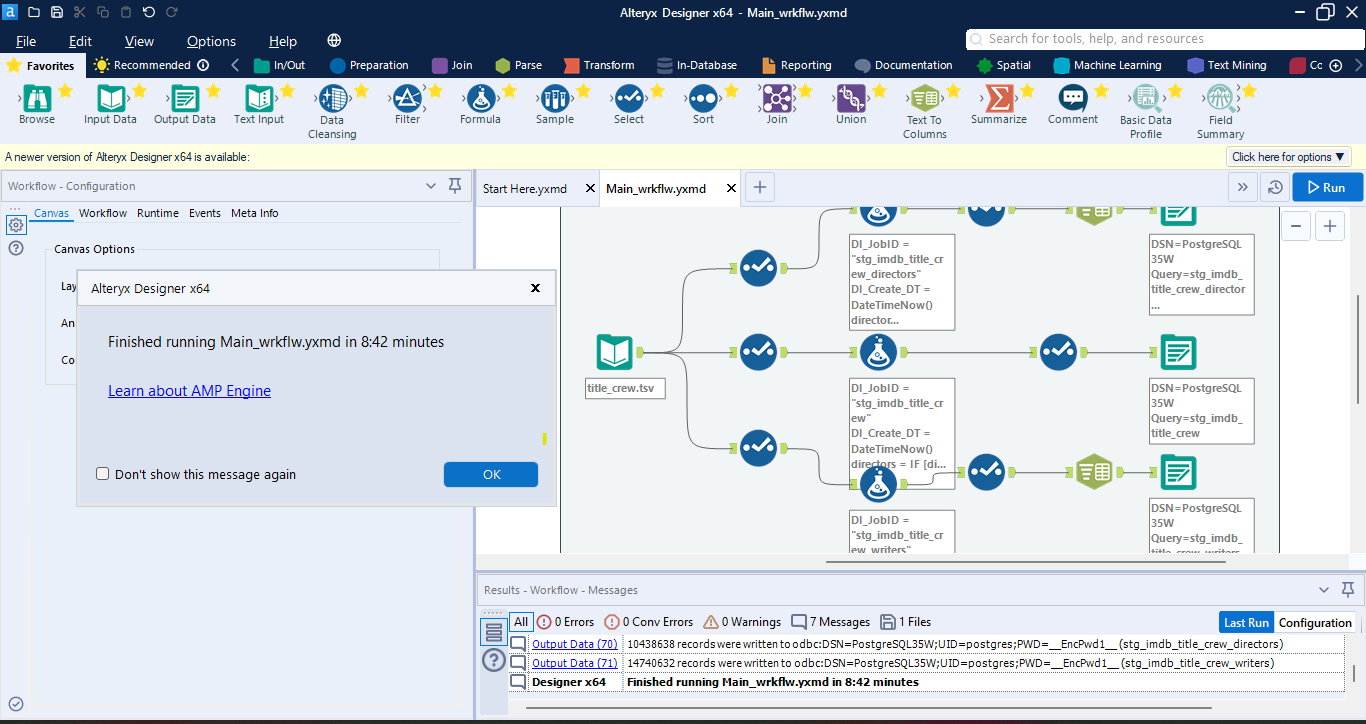 a
Alteryx Designer x64 - Main_wrkflw.yxmd
File Edit View Options Help
Search for tools, help, and resources
Favorites Recommended In/Out Preparation Join Parse Transform In-Database Reporting Documentation Spatial Machine Learning Text Mining Cc
Browse
Input Data
Output Data
Text Input
Data
Cleansing
Filter
Formula
Sample
Select
Sort
Join
Union
Text To
Columns
Summarize
Comment
Basic Data
Profile
Field
Summary
A newer version of Alteryx Designer x64 is available:
Click here for options ▼
Workflow - Configuration
Canvas Workflow Runtime Events Meta Info
Canvas Options
Lay
An
Co
Alteryx Designer x64
Finished running Main_wrkflw.yxmd in 8:42 minutes
Learn about AMP Engine
Don't show this message again
OK
Start Here.yxmd
Main_wrkflw.yxmd
Run
title_crew.tsv
DI_JobID =
"stg_imdb_title_cr
ew_directors"
DI_Create_DT =
DateTimeNow()
director...
DSN=PostgreSQL
35W
Query=stg_imdb_
title_crew_director
...
DI_JobID =
"stg_imdb_title_cr
ew"
DI_Create_DT =
DateTimeNow()
directors = IF [di...
DSN=PostgreSQL
35W
Query=stg_imdb_
title_crew
DI_JobID =
"stg_imdb_title_cr
ew_writers"
DSN=PostgreSQL
35W
Query=stg_imdb_
title_crew_writers
Results - Workflow - Messages
All 0 Errors 0 Conv Errors 0 Warnings 7 Messages 1 Files
Last Run Configuration
Output Data (70) 10438638 records were written to odbc:DSN=PostgreSQL35W;UID=postgres;PWD=__EncPwd1__ (stg_imdb_title_crew_directors)
Output Data (71) 14740632 records were written to odbc:DSN=PostgreSQL35W;UID=postgres;PWD=__EncPwd1__ (stg_imdb_title_crew_writers)
Designer x64 Finished running Main_wrkflw.yxmd in 8:42 minutes